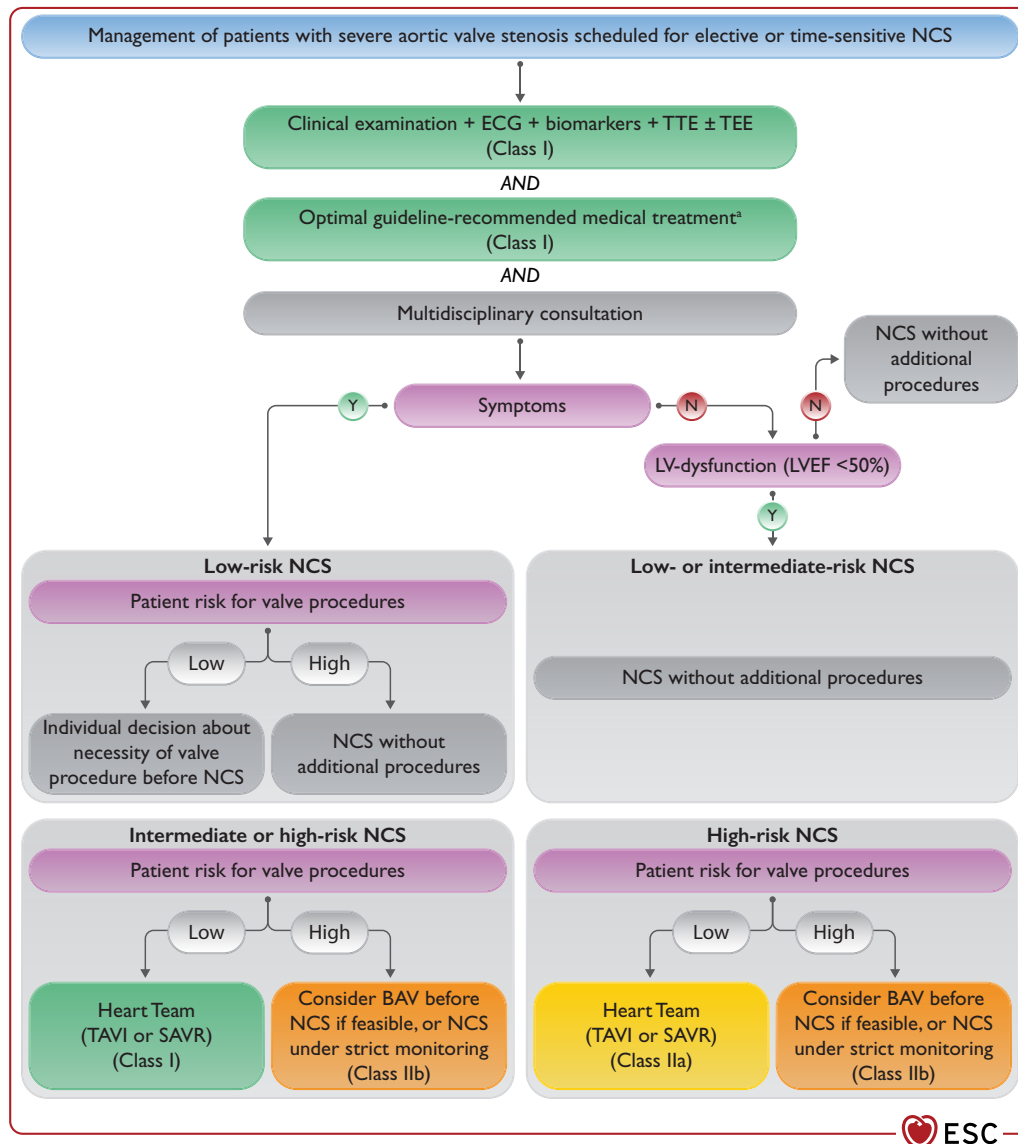 Management of patients with severe aortic valve stenosis scheduled for elective or time-sensitive NCS
Clinical examination + ECG + biomarkers + TTE ± TEE
(Class I)
AND
Optimal guideline-recommended medical treatmentᵃ
(Class I)
AND
Multidisciplinary consultation
NCS without
additional
procedures
Y
Symptoms
N
N
LV-dysfunction (LVEF <50%)
Y
Low-risk NCS
Patient risk for valve procedures
Low
High
Individual decision about
necessity of valve
procedure before NCS
NCS without
additional procedures
Low- or intermediate-risk NCS
NCS without additional procedures
Intermediate or high-risk NCS
Patient risk for valve procedures
Low
High
Heart Team
(TAVI or SAVR)
(Class I)
Consider BAV before
NCS if feasible, or NCS
under strict monitoring
(Class IIb)
High-risk NCS
Patient risk for valve procedures
Low
High
Heart Team
(TAVI or SAVR)
(Class IIa)
Consider BAV before
NCS if feasible, or NCS
under strict monitoring
(Class IIb)
ESC